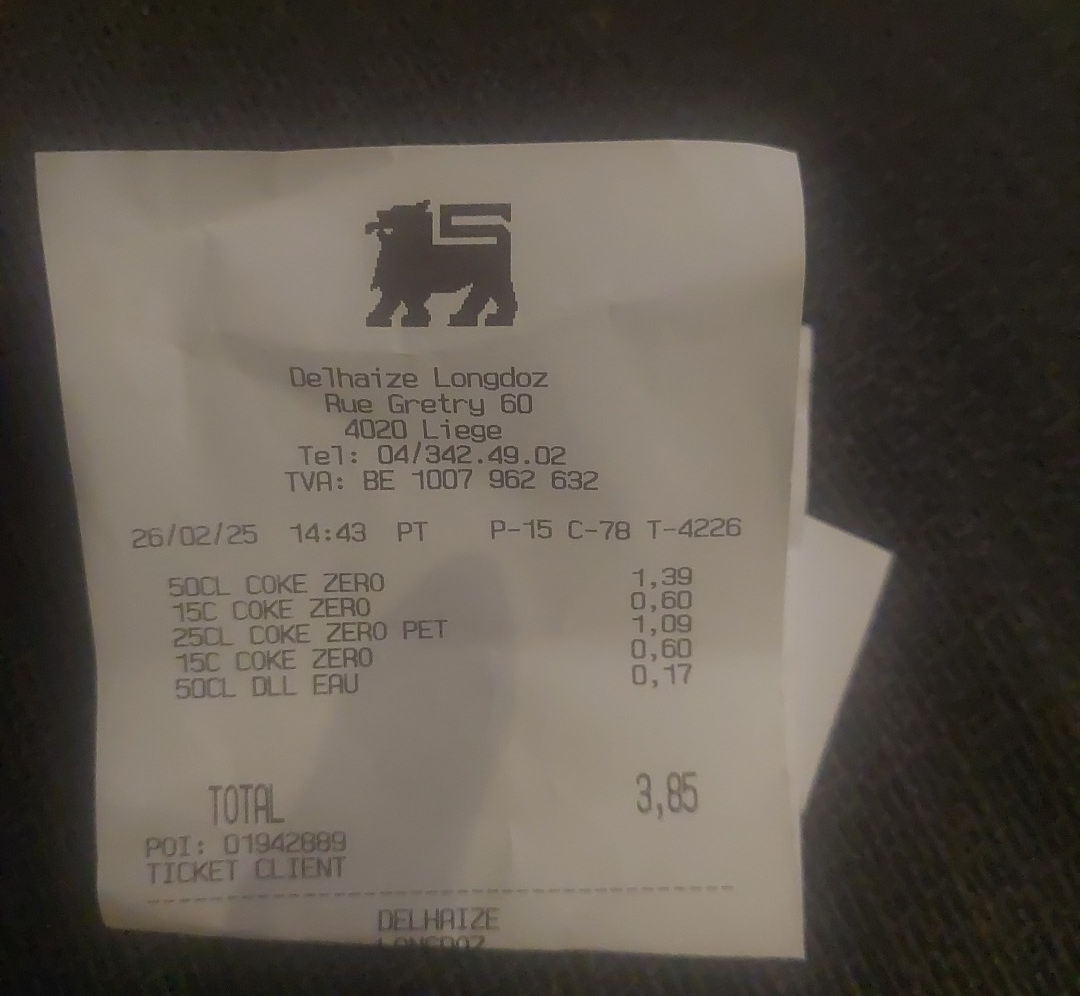 Delhaize Longdoz
Rue Gretry 60
4020 Liege
Tel: 04/342.49.02
TVA: BE 1007 962 632
26/02/25 14:43 PT P-15 C-78 T-4226
50CL COKE ZERO 1,39
15C COKE ZERO 0,60
25CL COKE ZERO PET 1,09
15C COKE ZERO 0,60
50CL DLL EAU 0,17
TOTAL 3,85
POI: 01942889
TICKET CLIENT
DELHAIZE
LONGDOZ